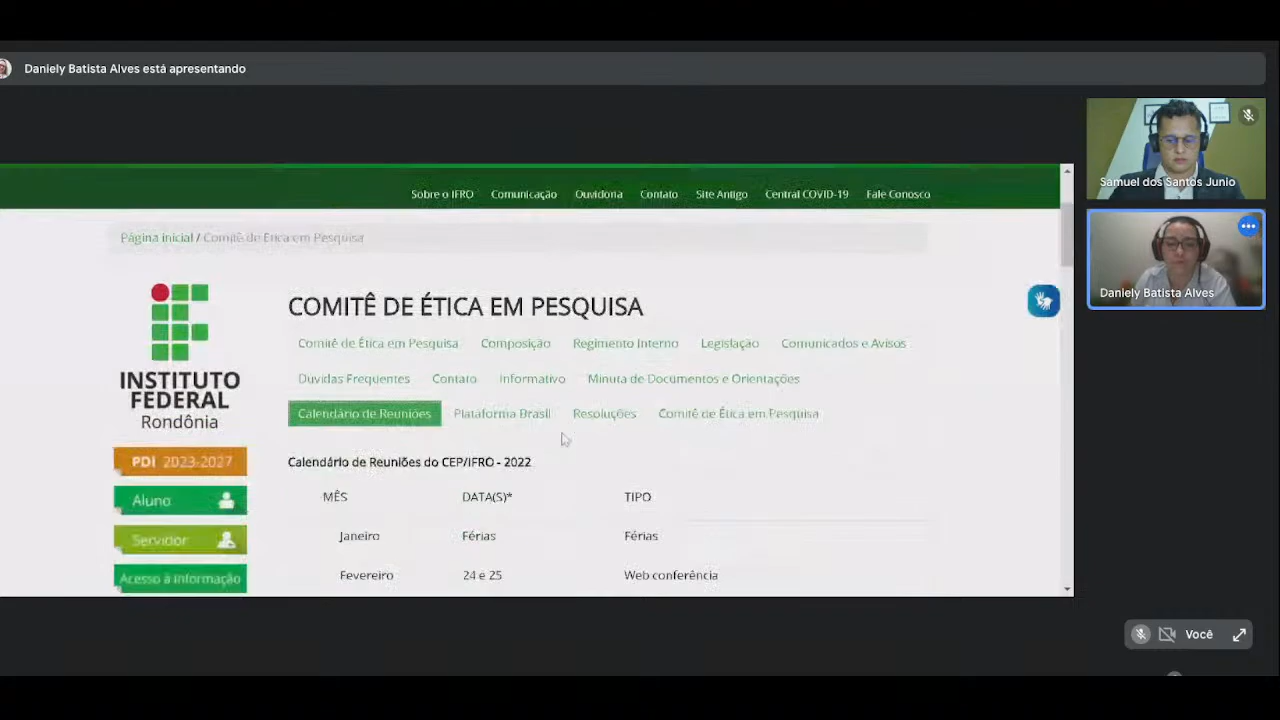 Daniely Batista Alves está apresentando
Sobre o IFRO Comunicação Ouvidoria Contato Site Antigo Central COVID-19 Fale Conosco
Página inicial / Comitê de Ética em Pesquisa
COMITÊ DE ÉTICA EM PESQUISA
Comitê de Ética em Pesquisa Composição Regimento Interno Legislação Comunicados e Avisos
Duvidas Frequentes Contato Informativo Minuta de Documentos e Orientações
Calendário de Reuniões Plataforma Brasil Resoluções Comitê de Ética em Pesquisa
INSTITUTO
FEDERAL
Rondônia
PDI 2023-2027
Aluno
Servidor
Acesso à Informação
Calendário de Reuniões do CEP/IFRO - 2022
MÊS DATA(S)* TIPO
Janeiro Férias Férias
Fevereiro 24 e 25 Web conferência
Samuel dos Santos Junio
Daniely Batista Alves
Você